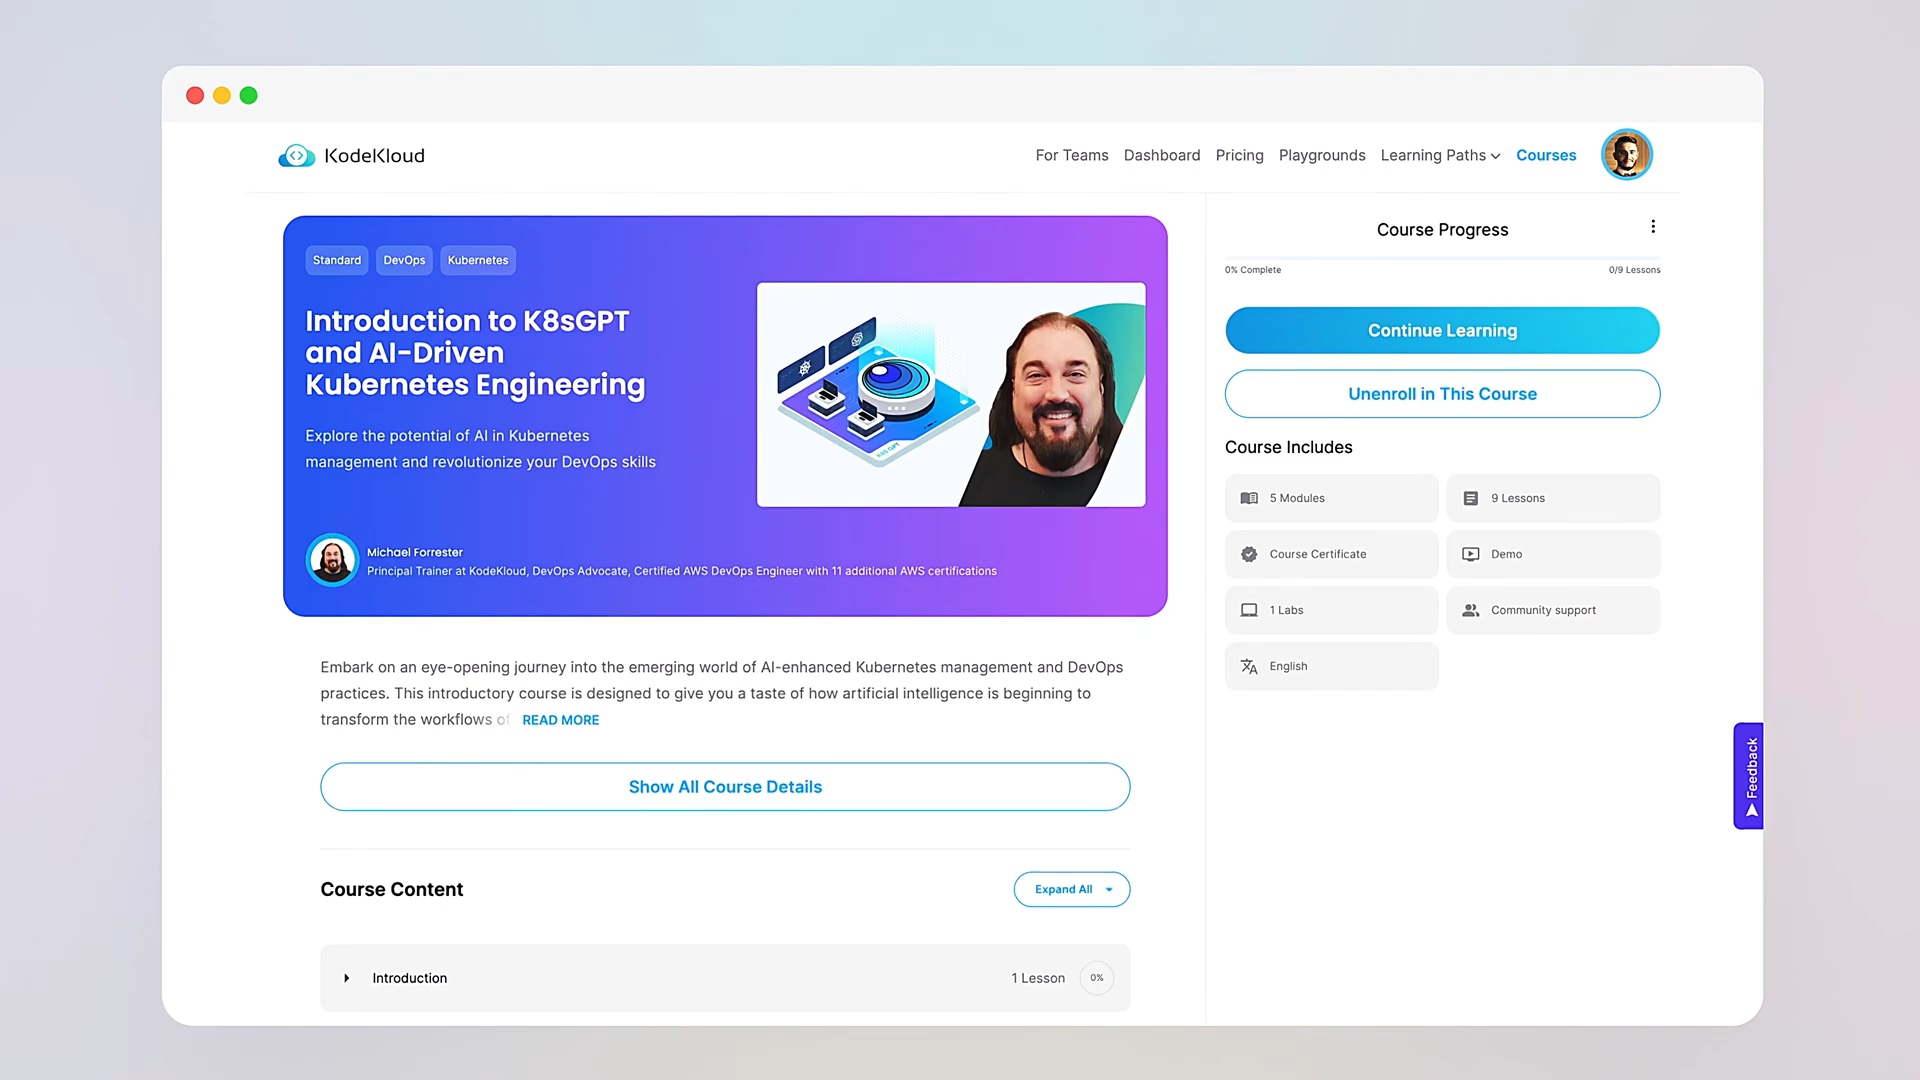 KodeKloud
For Teams
Dashboard
Pricing
Playgrounds
Learning Paths
Courses
Standard
DevOps
Kubernetes
Introduction to K8sGPT
and AI-Driven
Kubernetes Engineering
Explore the potential of AI in Kubernetes
management and revolutionize your DevOps skills
K8S GPT
Michael Forrester
Principal Trainer at KodeKloud, DevOps Advocate, Certified AWS DevOps Engineer with 11 additional AWS certifications
Embark on an eye-opening journey into the emerging world of AI-enhanced Kubernetes management and DevOps
practices. This introductory course is designed to give you a taste of how artificial intelligence is beginning to
transform the workflows of READ MORE
Show All Course Details
Course Content
Expand All
Introduction
1 Lesson
0%
Course Progress
0% Complete
0/9 Lessons
Continue Learning
Unenroll in This Course
Course Includes
5 Modules
9 Lessons
Course Certificate
Demo
1 Labs
Community support
English
Feedback